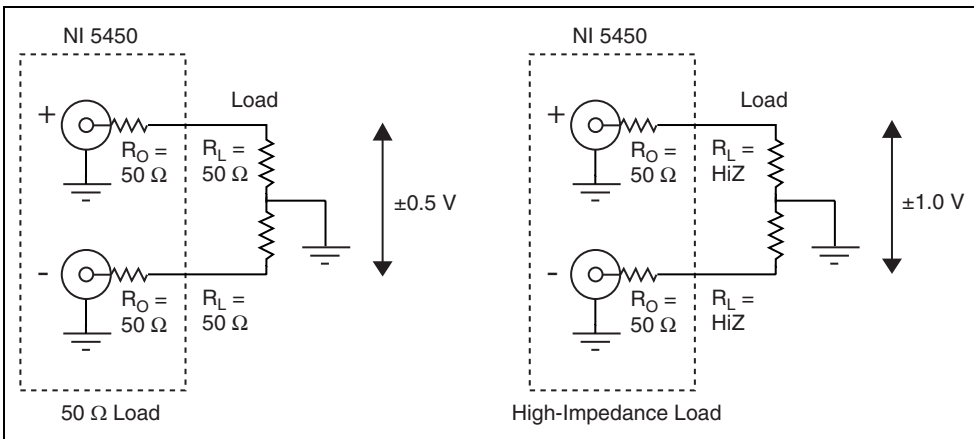 NI 5450
+
Load
R_O =
50 Ω
R_L =
50 Ω
±0.5 V
-
R_O =
50 Ω
R_L =
50 Ω
50 Ω Load
NI 5450
+
Load
R_O =
50 Ω
R_L =
HiZ
±1.0 V
-
R_O =
50 Ω
R_L =
HiZ
High-Impedance Load